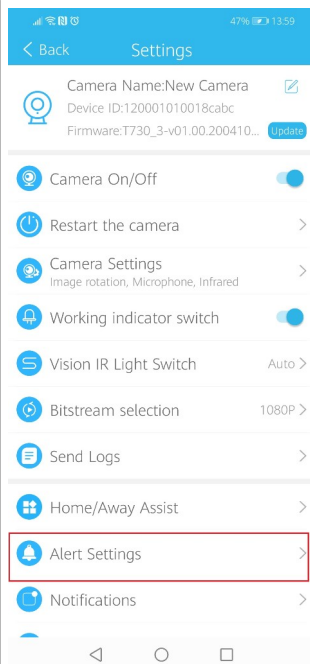 47% 13:59
Back Settings
Camera Name:New Camera
Device ID:120001010018cabc
Firmware:T730_3-v01.00.200410... Update
Camera On/Off
Restart the camera
Camera Settings
Image rotation, Microphone, Infrared
Working indicator switch
Vision IR Light Switch Auto
Bitstream selection 1080P
Send Logs
Home/Away Assist
Alert Settings
Notifications